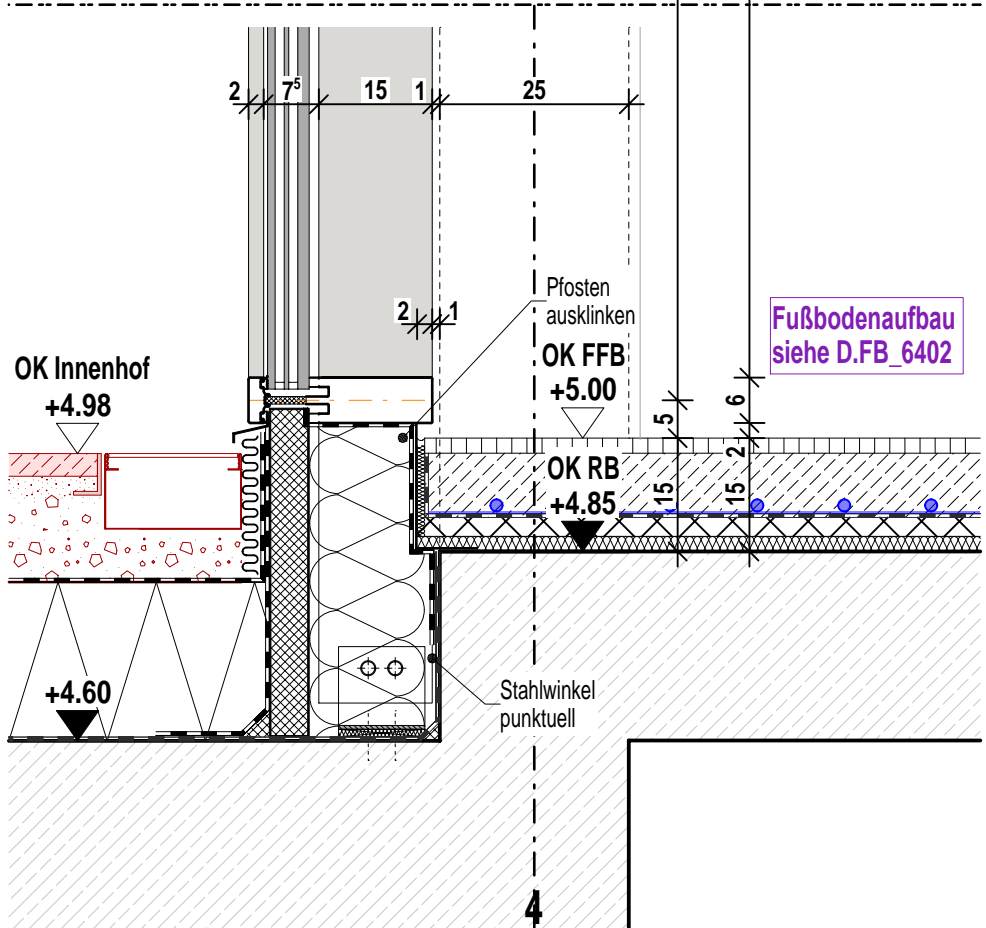 2 7⁵ 15 1 25
Pfosten
ausklinken
2 1
Fußbodenaufbau
siehe D.FB_6402
OK Innenhof
+4.98
OK FFB
+5.00
5 6
2
OK RB
+4.85
15 15
+4.60
Stahlwinkel
punktuell
4